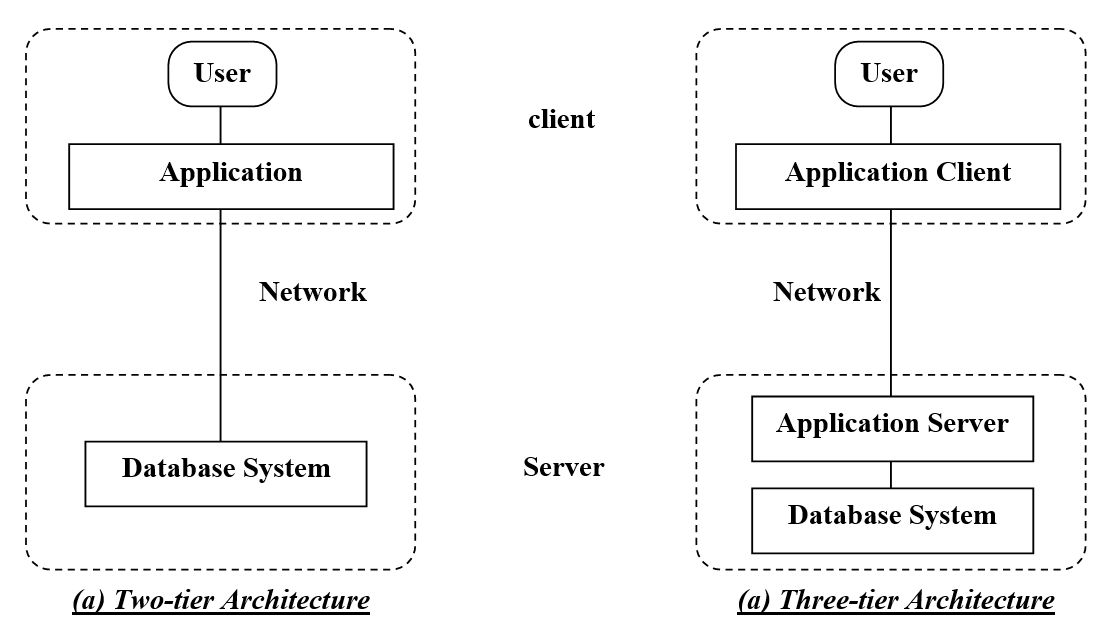 User
User
client
Application
Application Client
Network
Network
Application Server
Database System
Server
Database System
(a) Two-tier Architecture
(a) Three-tier Architecture